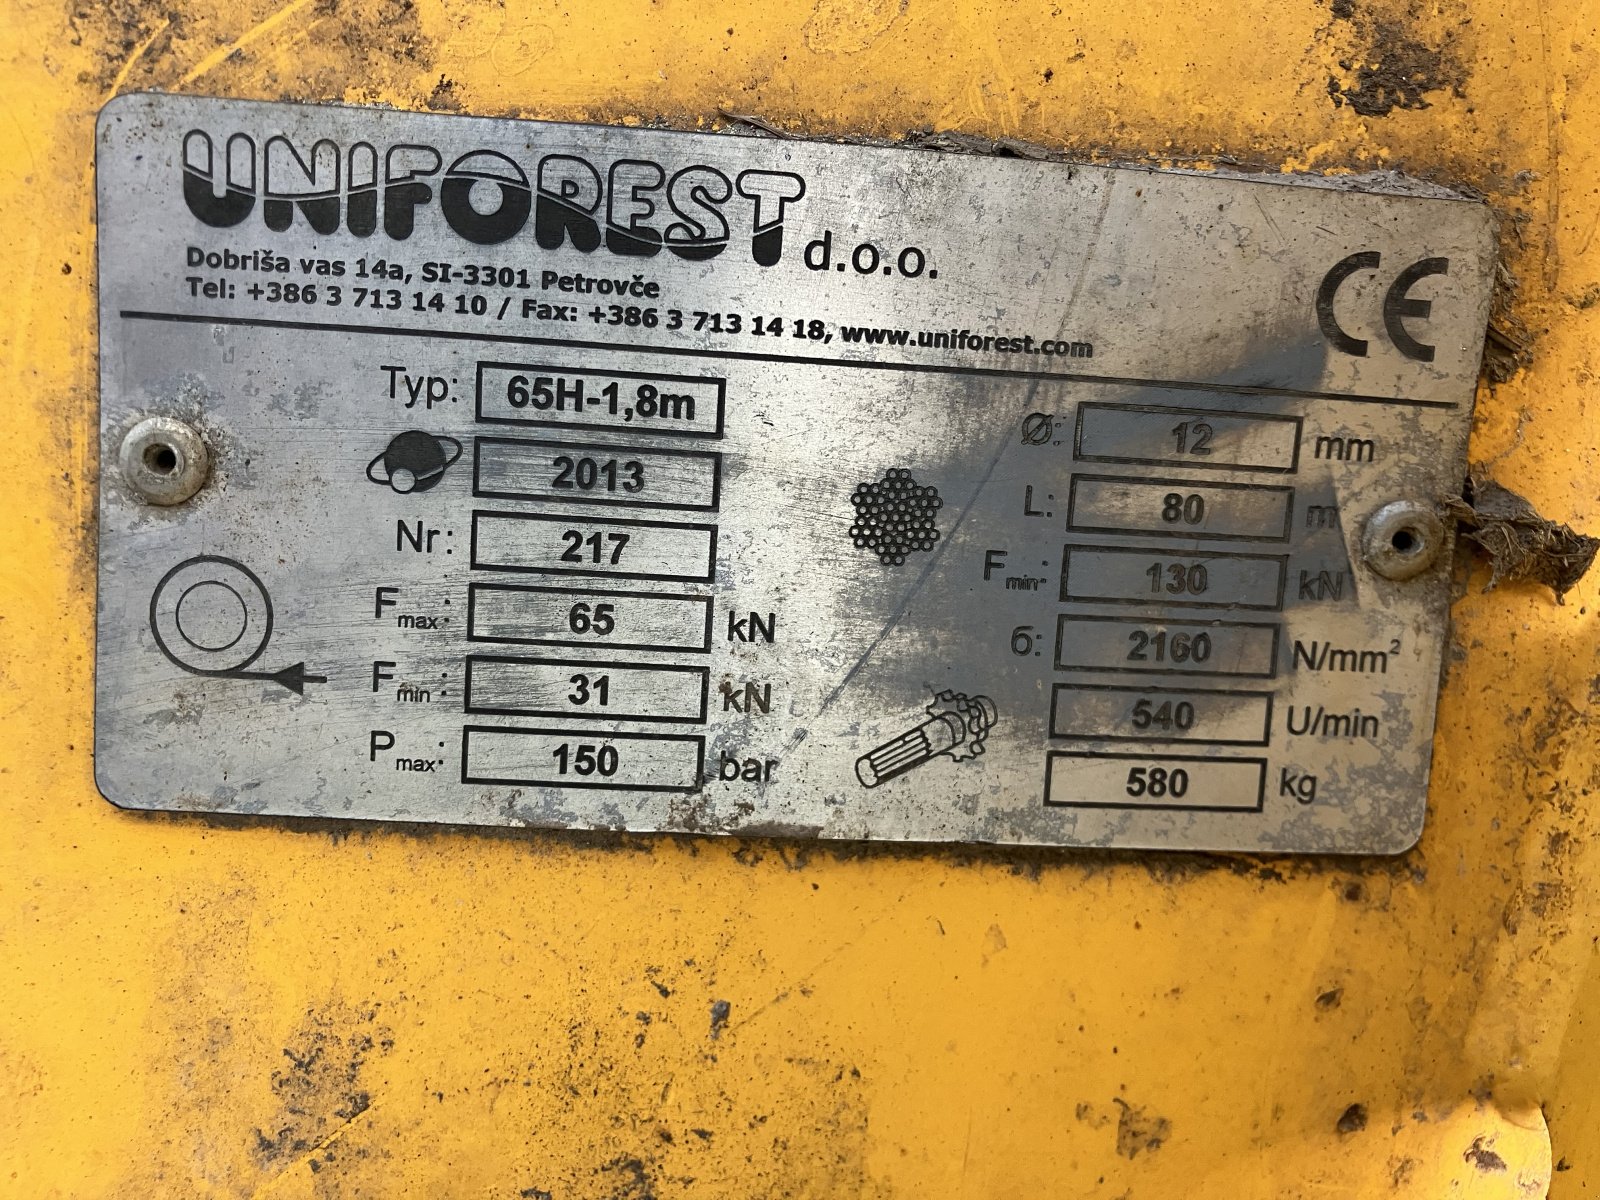 UNIFOREST d.o.o.
Dobriša vas 14a, SI-3301 Petrovče
Tel: +386 3 713 14 10 / Fax: +386 3 713 14 18, www.uniforest.com
CE
Typ: 65H-1,8m
2013
Nr: 217
Fmax: 65 kN
Fmin: 31 kN
Pmax: 150 bar
Ø: 12 mm
L: 80 m
Fmin: 130 kN
б: 2160 N/mm²
540 U/min
580 kg